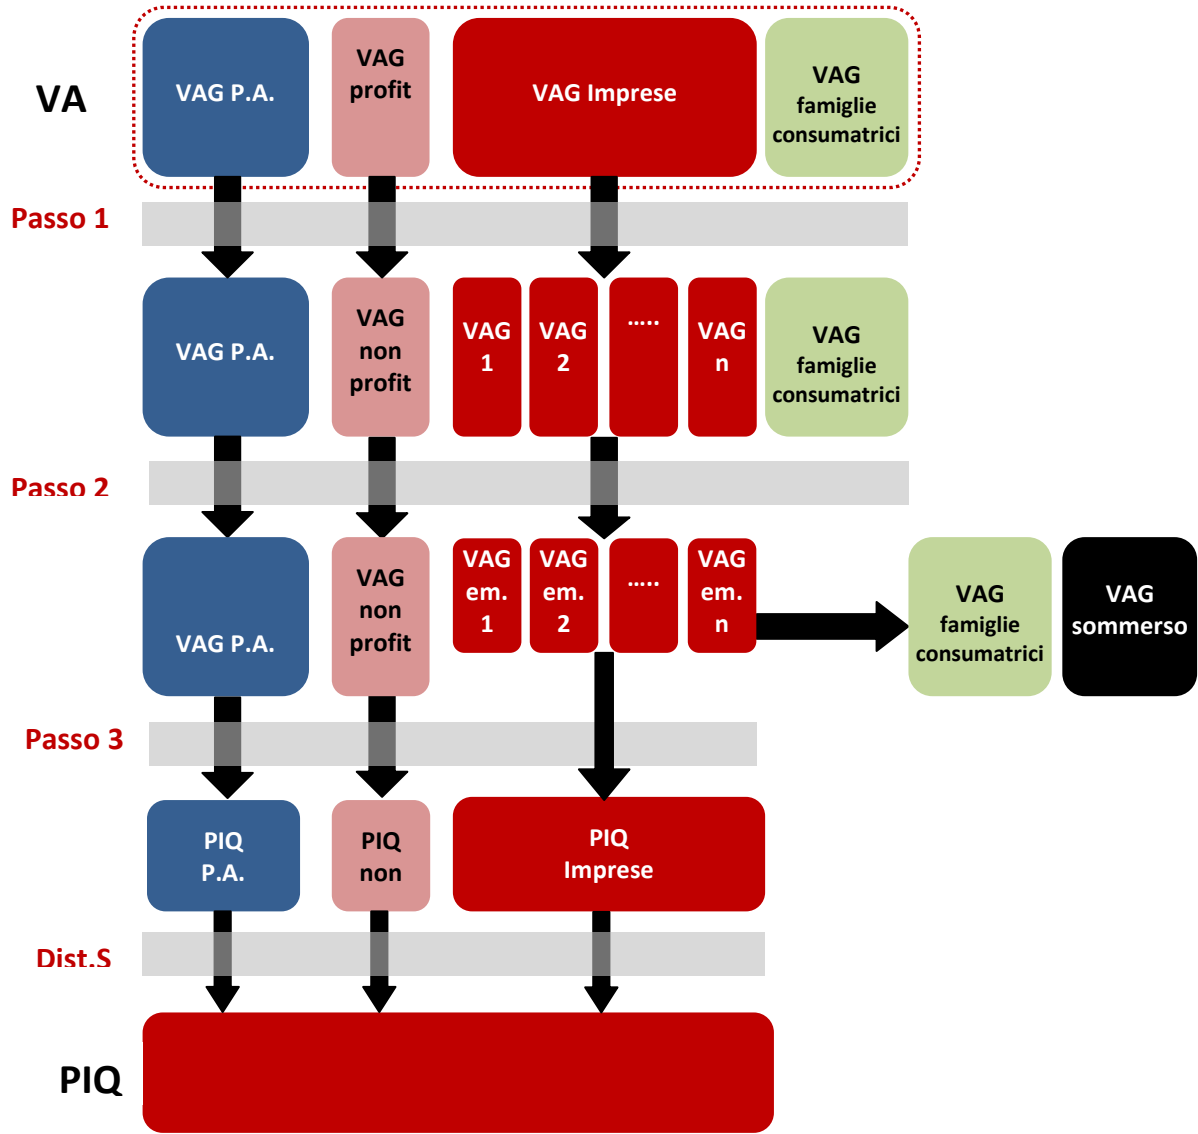 VA
VAG P.A.
VAG
profit
VAG Imprese
VAG
famiglie
consumatrici
Passo 1
VAG P.A.
VAG
non
profit
VAG
1
VAG
2
.....
VAG
n
VAG
famiglie
consumatrici
Passo 2
VAG P.A.
VAG
non
profit
VAG
em.
1
VAG
em.
2
.....
VAG
em.
n
VAG
famiglie
consumatrici
VAG
sommerso
Passo 3
PIQ
P.A.
PIQ
non
PIQ
Imprese
Dist.S
PIQ